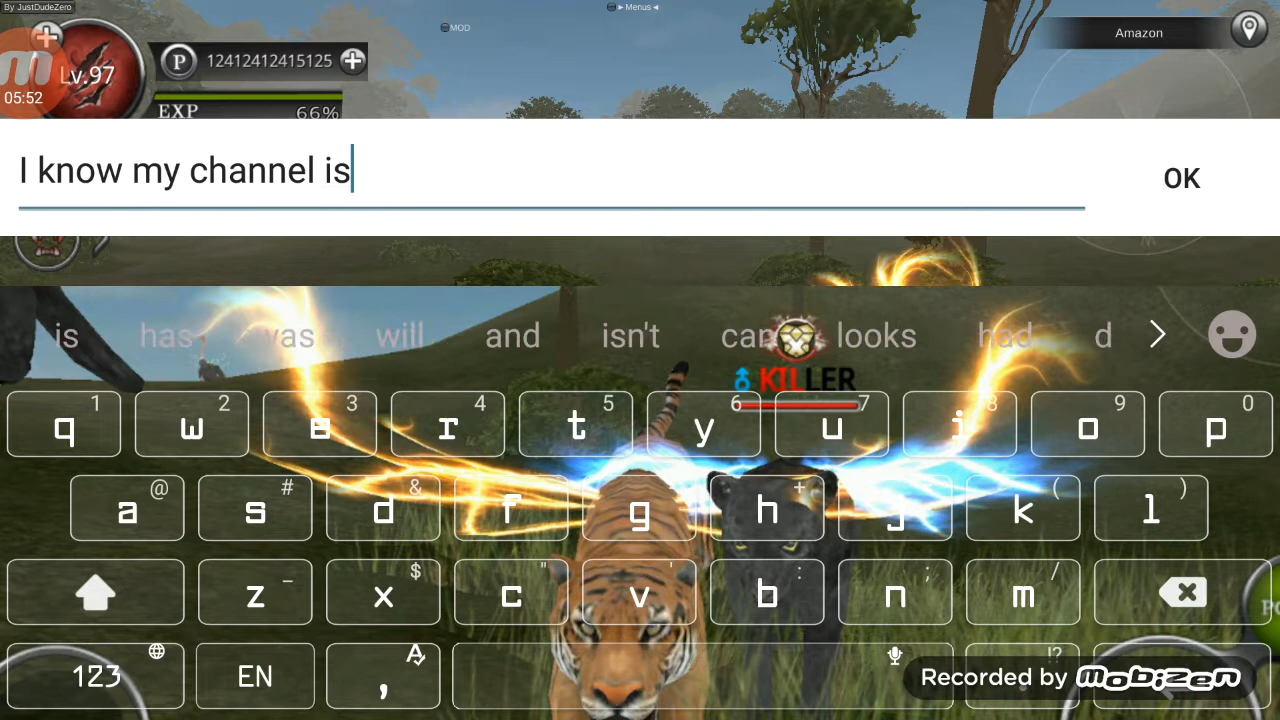 By JustDudeZero
►Menus◄
MOD
Amazon
P 12412412415125
Lv.97
05:52
EXP 66%
I know my channel is
OK
is has was will and isn't can looks had d
KILLER
q 1 w 2 e 3 r 4 t 5 y 6 u 7 i 8 o 9 p 0
a @ s # d & f g h + j k ( l )
z _ x $ c " v ' b : n ; m /
123 EN , !?
Recorded by mobizen